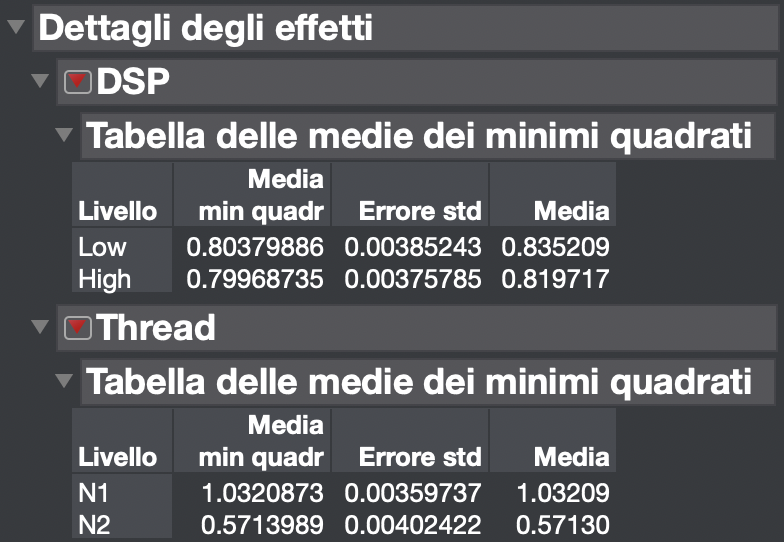 Dettagli degli effetti
DSP
Tabella delle medie dei minimi quadrati
Media
Livello min quadr Errore std Media
Low 0.80379886 0.00385243 0.835209
High 0.79968735 0.00375785 0.819717
Thread
Tabella delle medie dei minimi quadrati
Media
Livello min quadr Errore std Media
N1 1.0320873 0.00359737 1.03209
N2 0.5713989 0.00402422 0.57130